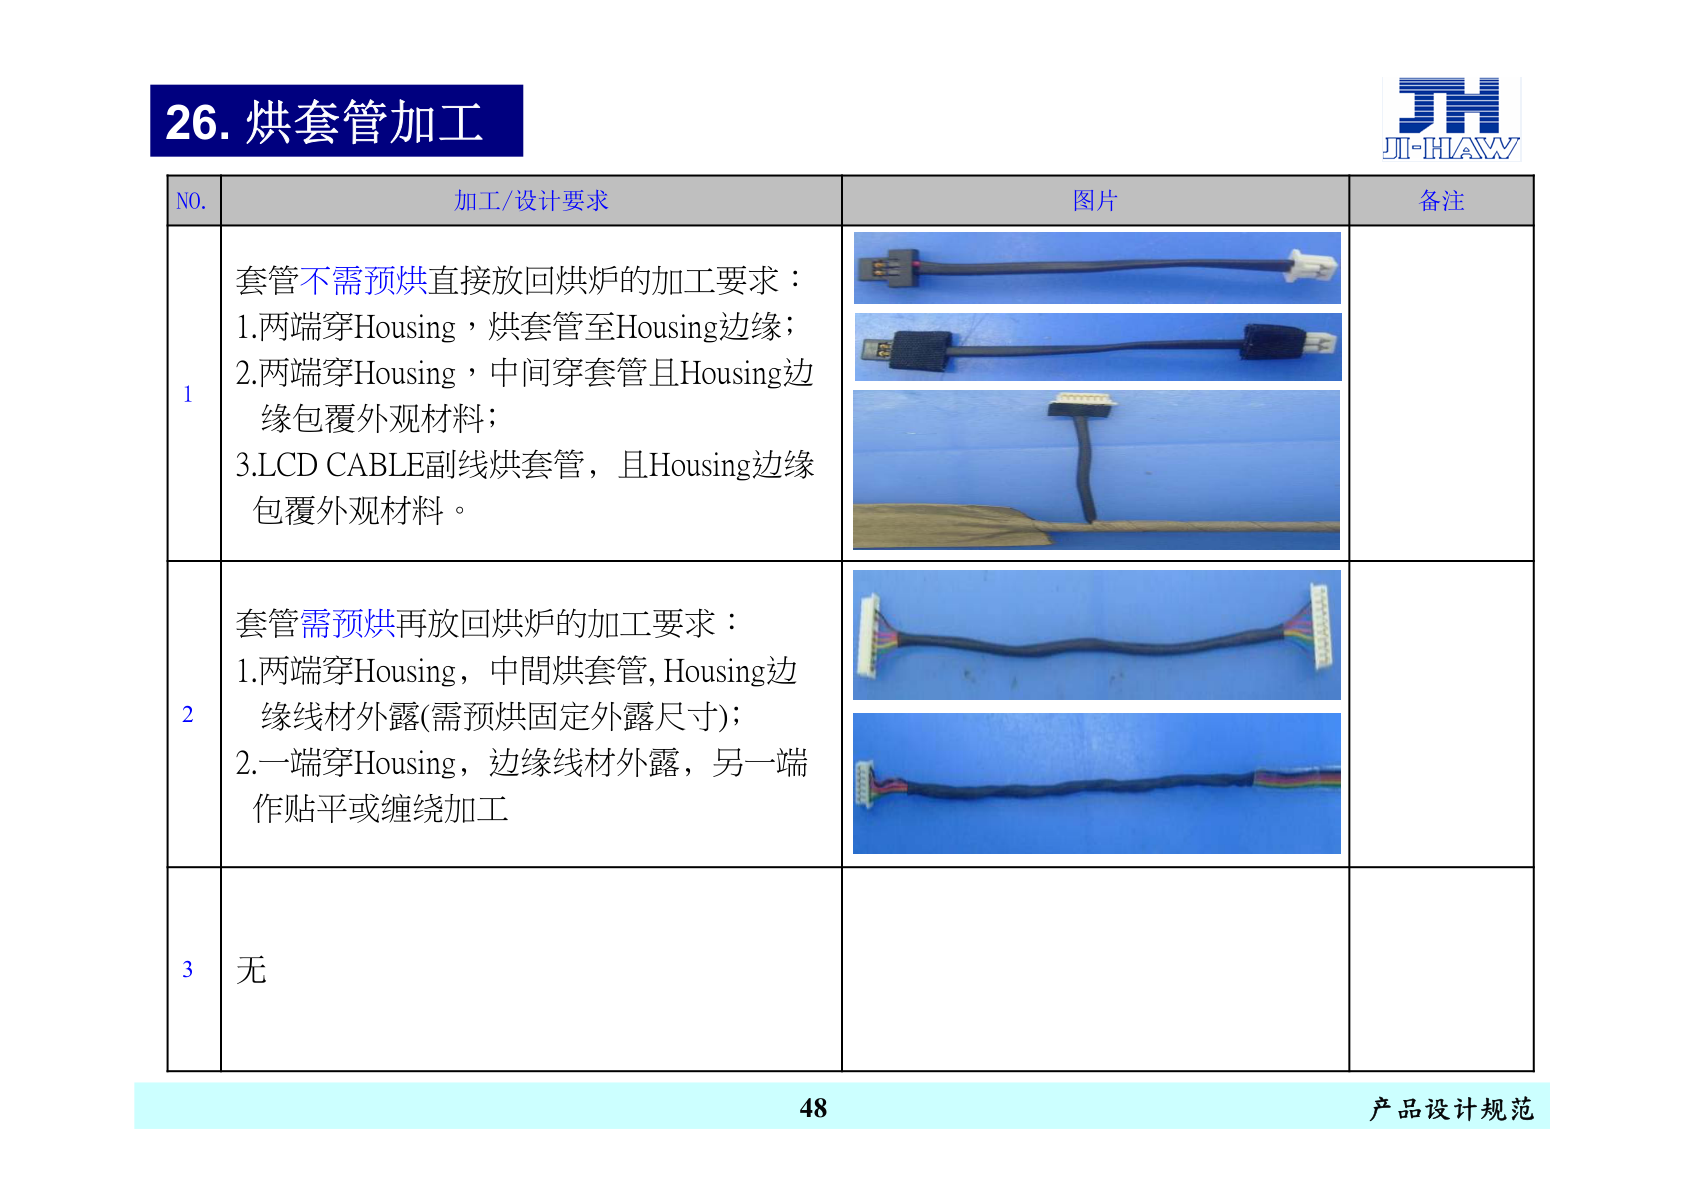 26. 烘套管加工
JH
JI-HAW
NO. 加工/设计要求 图片 备注
1
套管不需预烘直接放回烘炉的加工要求：
1.两端穿Housing，烘套管至Housing边缘；
2.两端穿Housing，中间穿套管且Housing边
缘包覆外观材料；
3.LCD CABLE副线烘套管，且Housing边缘
包覆外观材料。
2
套管需预烘再放回烘炉的加工要求：
1.两端穿Housing，中間烘套管, Housing边
缘线材外露(需预烘固定外露尺寸)；
2.一端穿Housing，边缘线材外露，另一端
作贴平或缠绕加工
3
无
48
产品设计规范